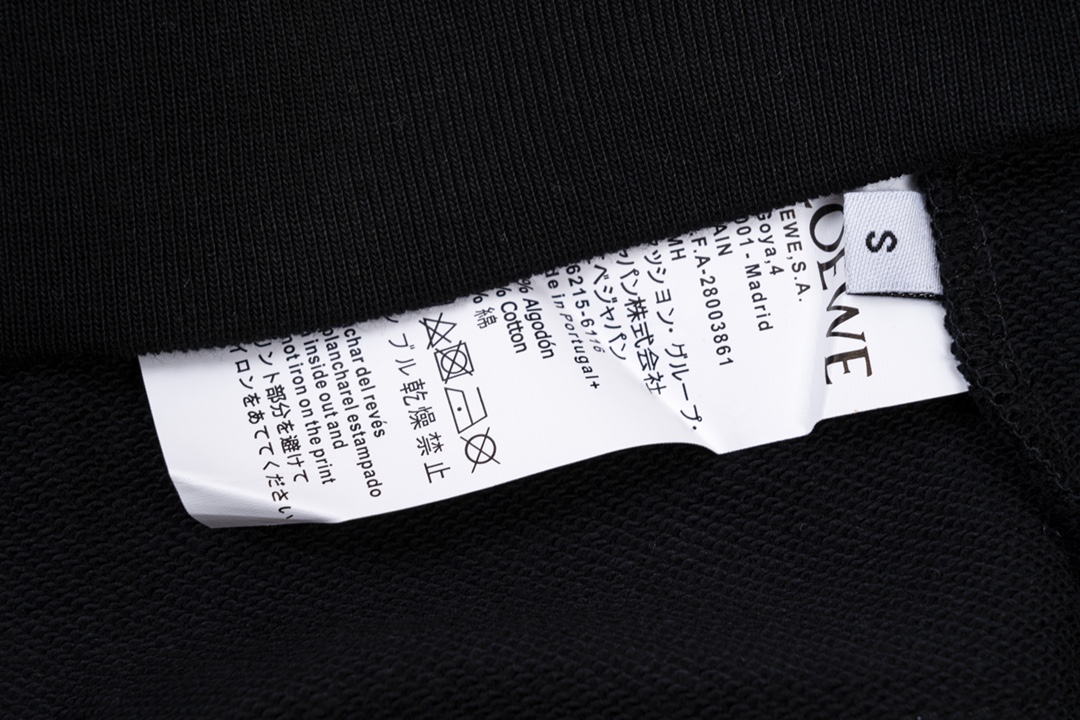 OEWE
S
EWE, S.A.
Goya, 4
001 - Madrid
AIN
F.A-28003861
MH
ッション・グループ.
パン株式会社
ベジャパン
6215-6116
de in Portugal+
% Algodón
% Cotton
% 綿
ブル乾燥禁止
char del revés
planchar el estampado
inside out and
not iron on the print
リント部分を避けて
イロンをあててください